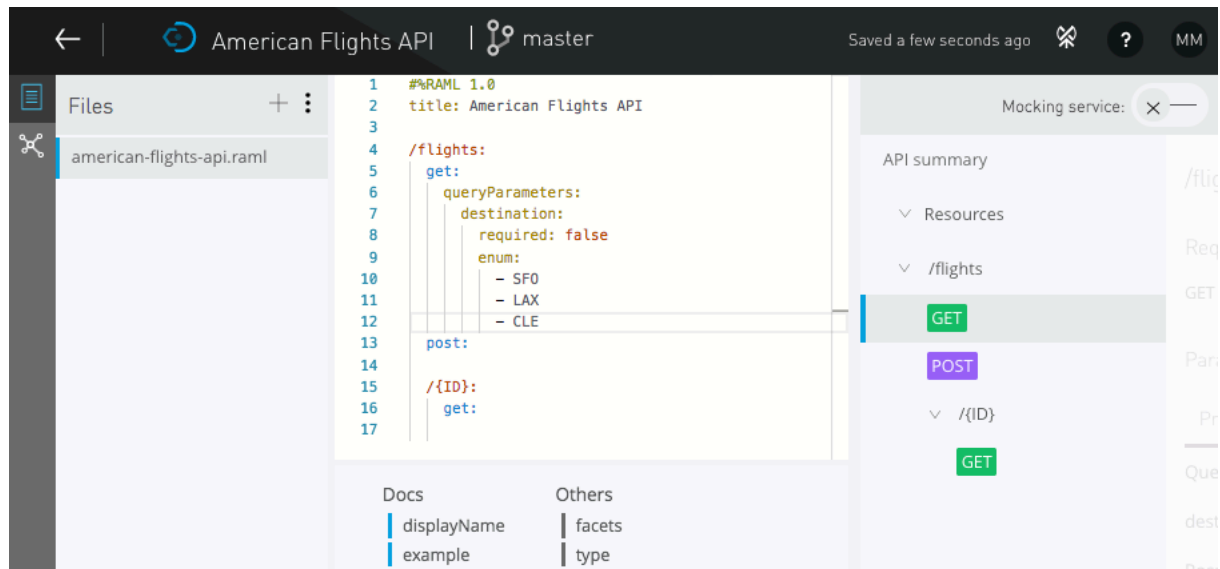 American Flights API
master
Saved a few seconds ago
?
MM
Files
american-flights-api.raml
1 #%RAML 1.0
2 title: American Flights API
3
4 /flights:
5 get:
6 queryParameters:
7 destination:
8 required: false
9 enum:
10 - SFO
11 - LAX
12 - CLE
13 post:
14
15 /{ID}:
16 get:
17
Docs
Others
displayName
facets
example
type
Mocking service:
API summary
Resources
/flights
GET
POST
/{ID}
GET
GET